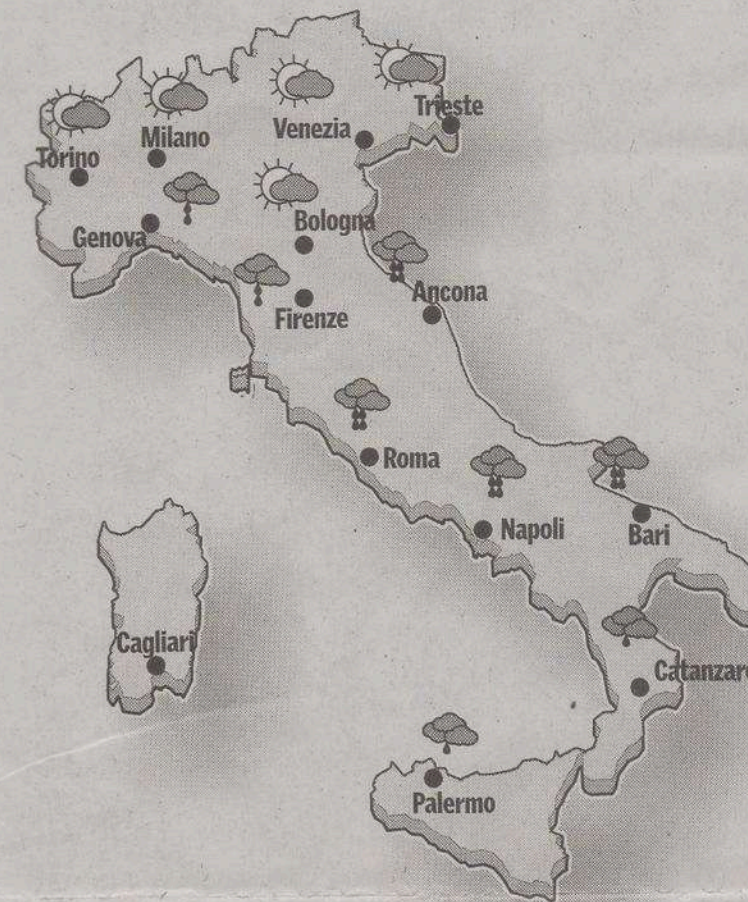 Trieste
Venezia
Milano
Torino
Genova
Bologna
Ancona
Firenze
Roma
Napoli
Bari
Cagliari
Catanzaro
Palermo